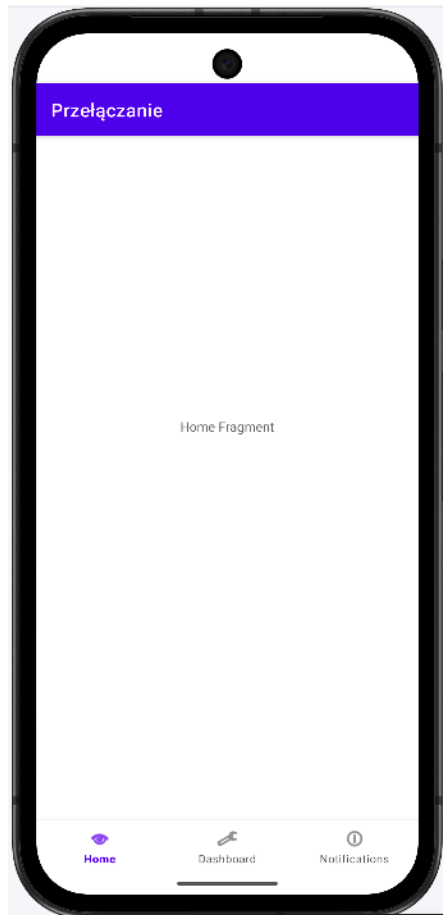 Przełączanie
Home Fragment
Home
Dashboard
Notifications